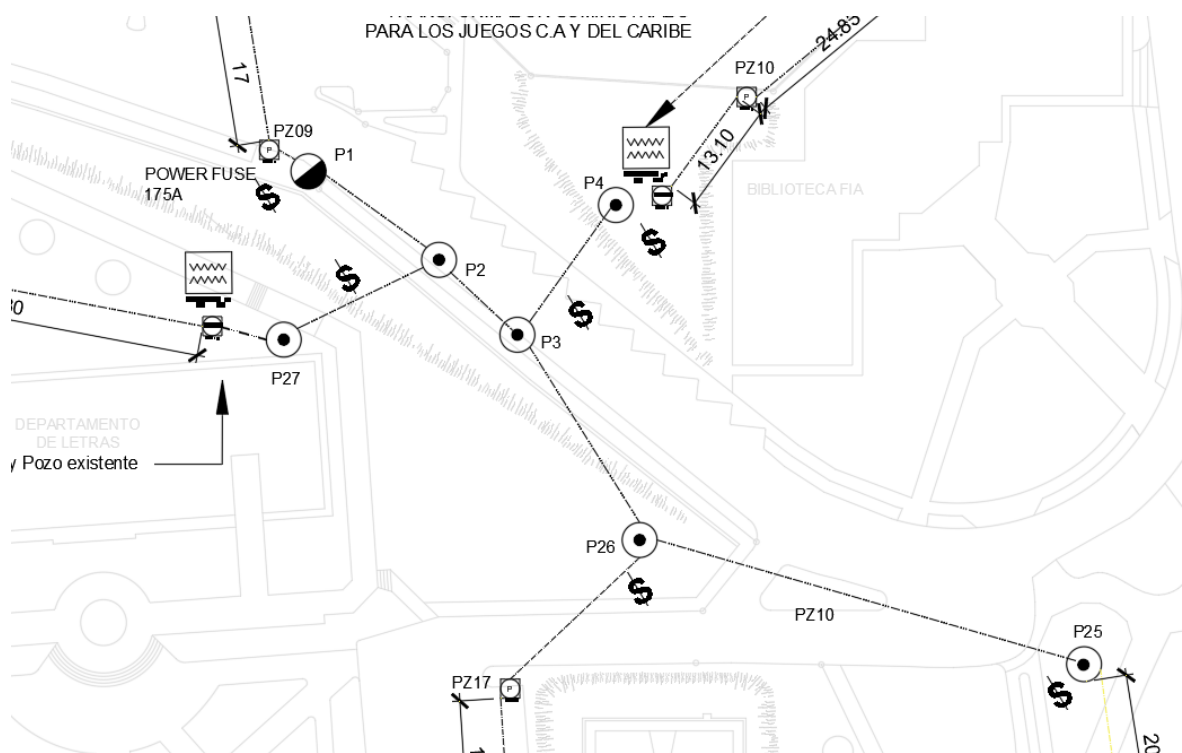 PARA LOS JUEGOS C.A Y DEL CARIBE
24.85
PZ10
17
PZ09
P1
13.10
POWER FUSE
175A
P4
BIBLIOTECA FIA
P2
P3
P27
DEPARTAMENTO
DE LETRAS
y Pozo existente
P26
PZ10
P25
PZ17